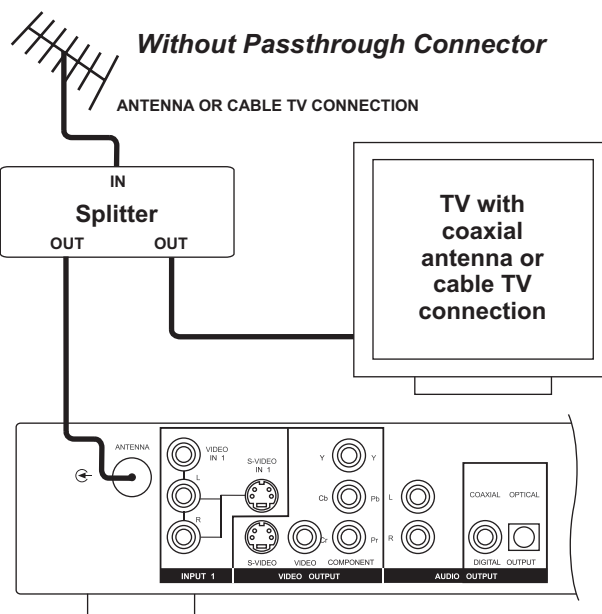 Without Passthrough Connector
ANTENNA OR CABLE TV CONNECTION
IN
Splitter
OUT OUT
TV with
coaxial
antenna or
cable TV
connection
ANTENNA
VIDEO
IN 1
L
R
S-VIDEO
IN 1
Y Y
Cb Pb
Cr Pr
S-VIDEO VIDEO COMPONENT
L
R
COAXIAL OPTICAL
DIGITAL OUTPUT
INPUT 1 VIDEO OUTPUT AUDIO OUTPUT